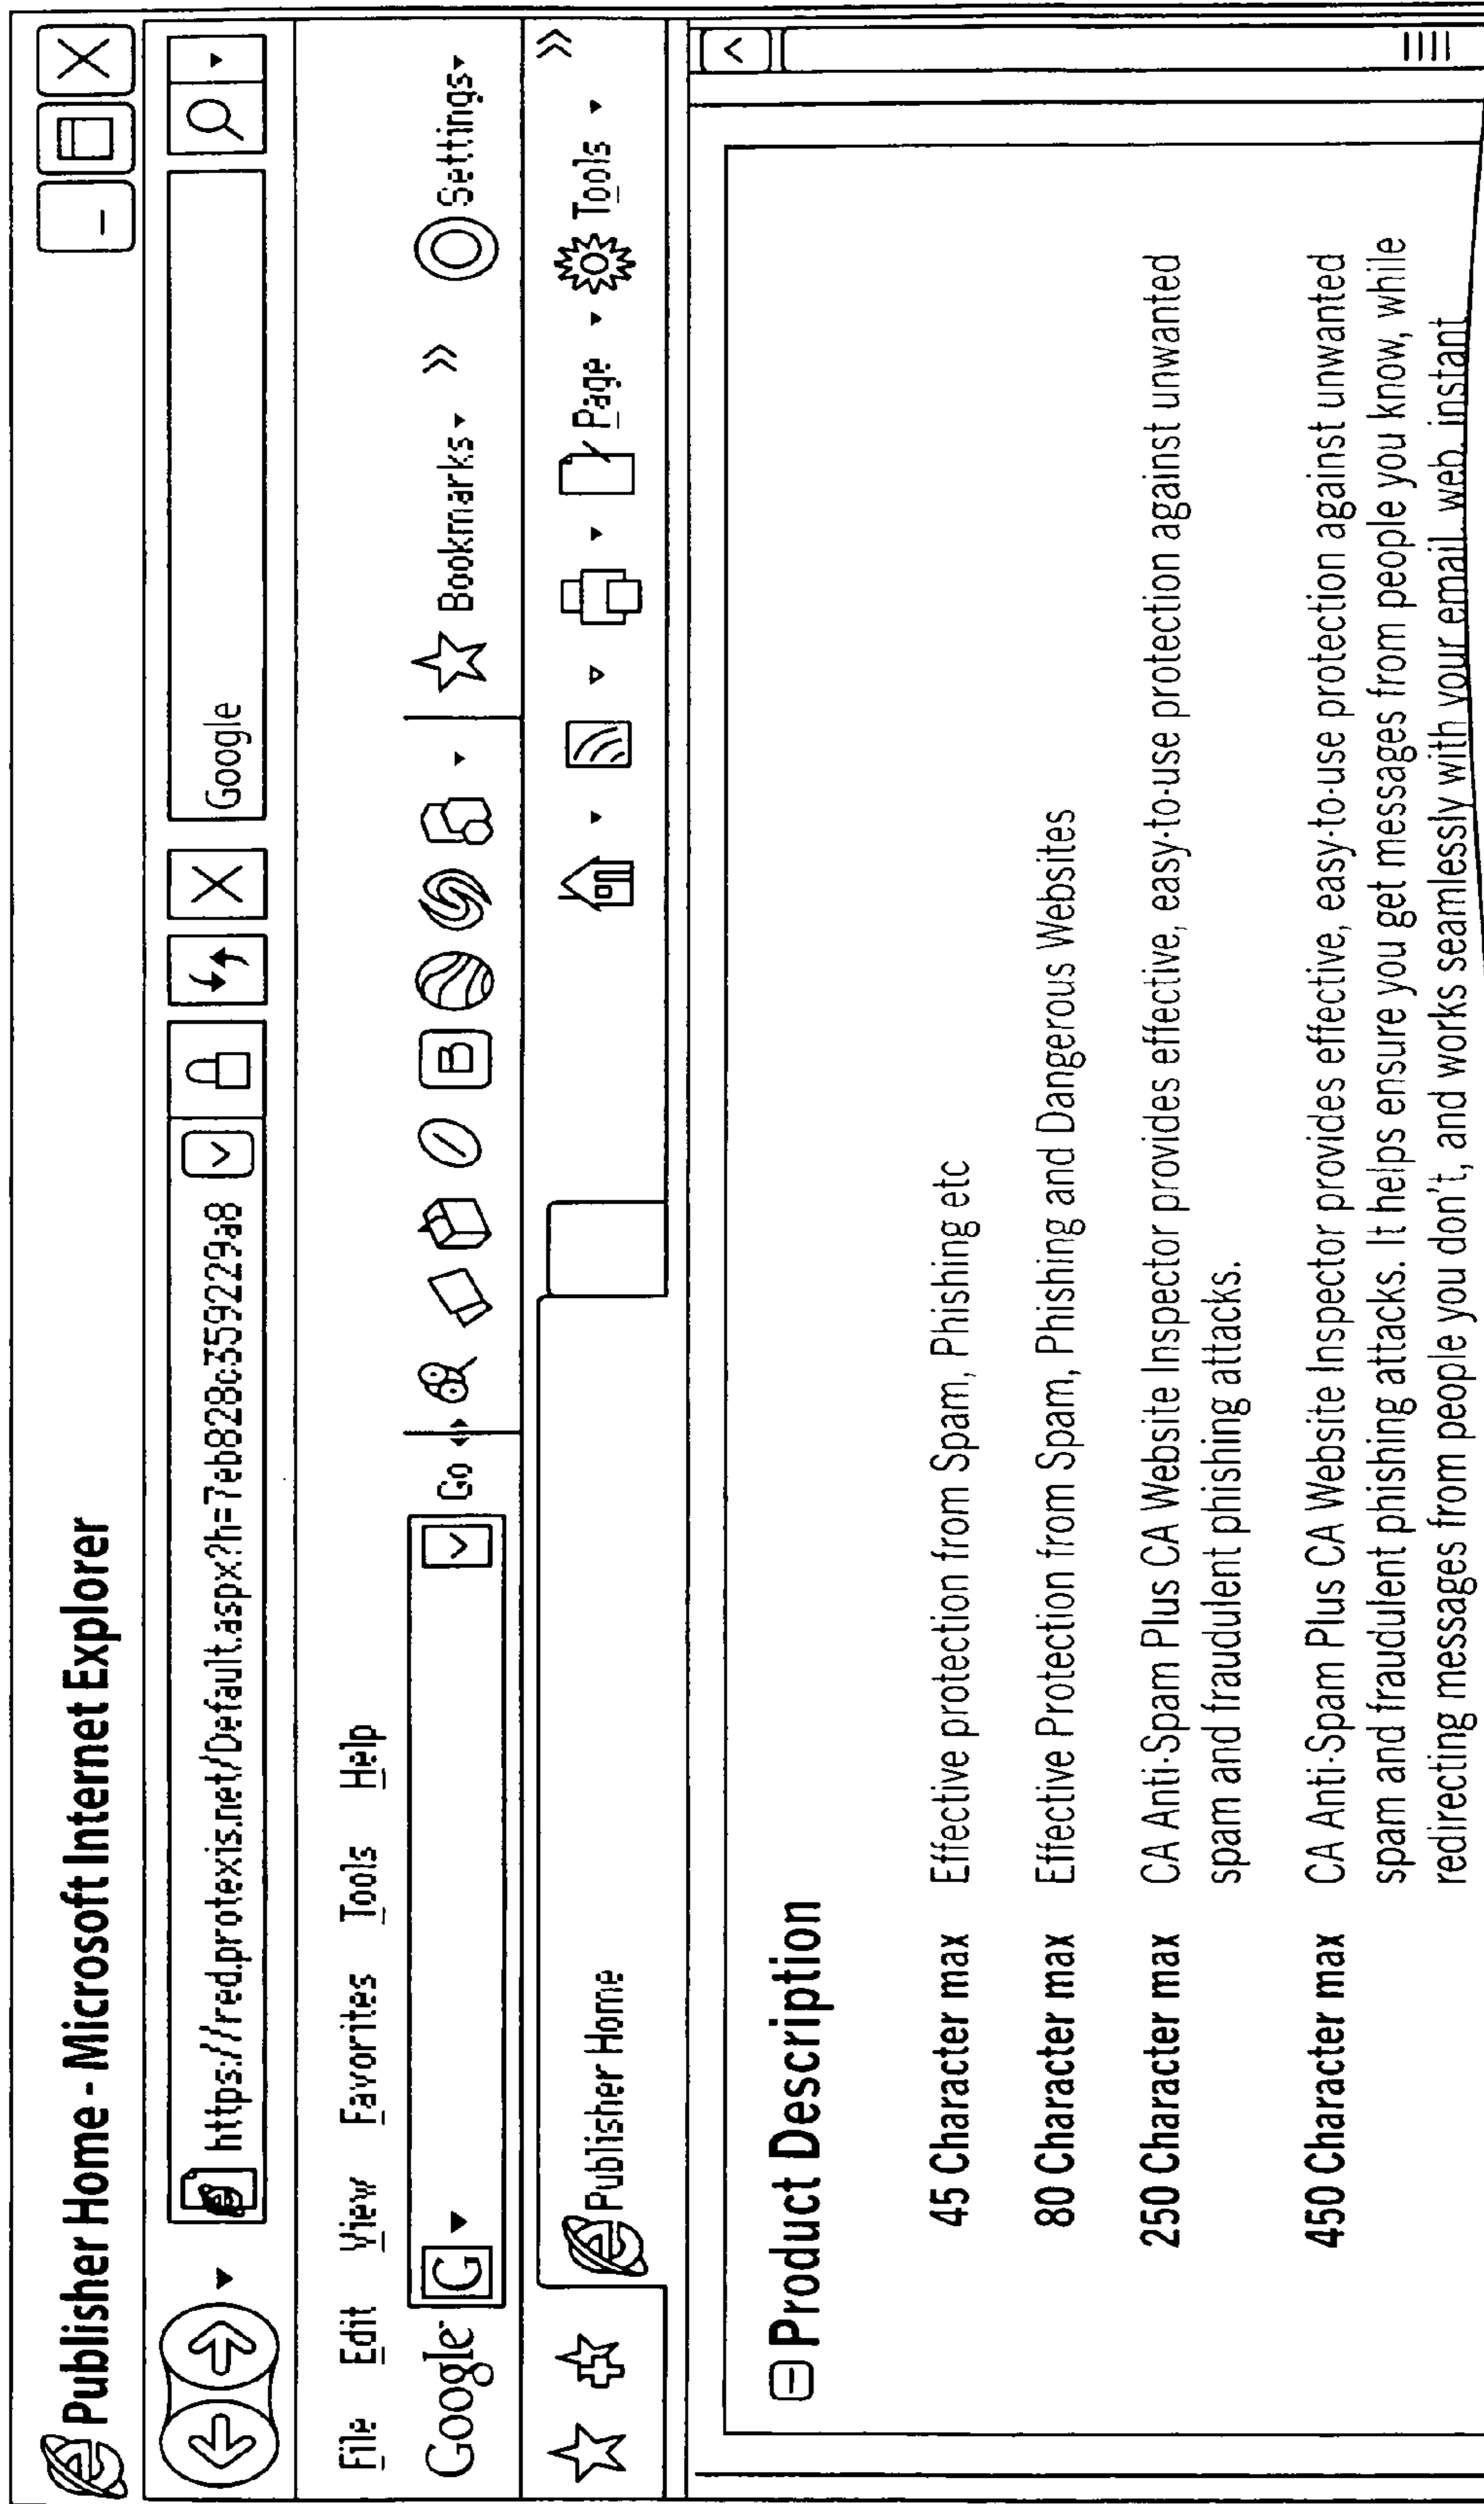 Publisher Home - Microsoft Internet Explorer
https://red.protexis.net/Default.aspx?h=7eb828c359229a8
Google
File Edit View Favorites Tools Help
Google G Go B Bookmarks » Settings
Publisher Home Page Tools »
Product Description
45 Character max Effective protection from Spam, Phishing etc
80 Character max Effective Protection from Spam, Phishing and Dangerous Websites
250 Character max CA Anti-Spam Plus CA Website Inspector provides effective, easy-to-use protection against unwanted
spam and fraudulent phishing attacks.
450 Character max CA Anti-Spam Plus CA Website Inspector provides effective, easy-to-use protection against unwanted
spam and fraudulent phishing attacks. It helps ensure you get messages from people you know, while
redirecting messages from people you don't, and works seamlessly with your email, web, instant